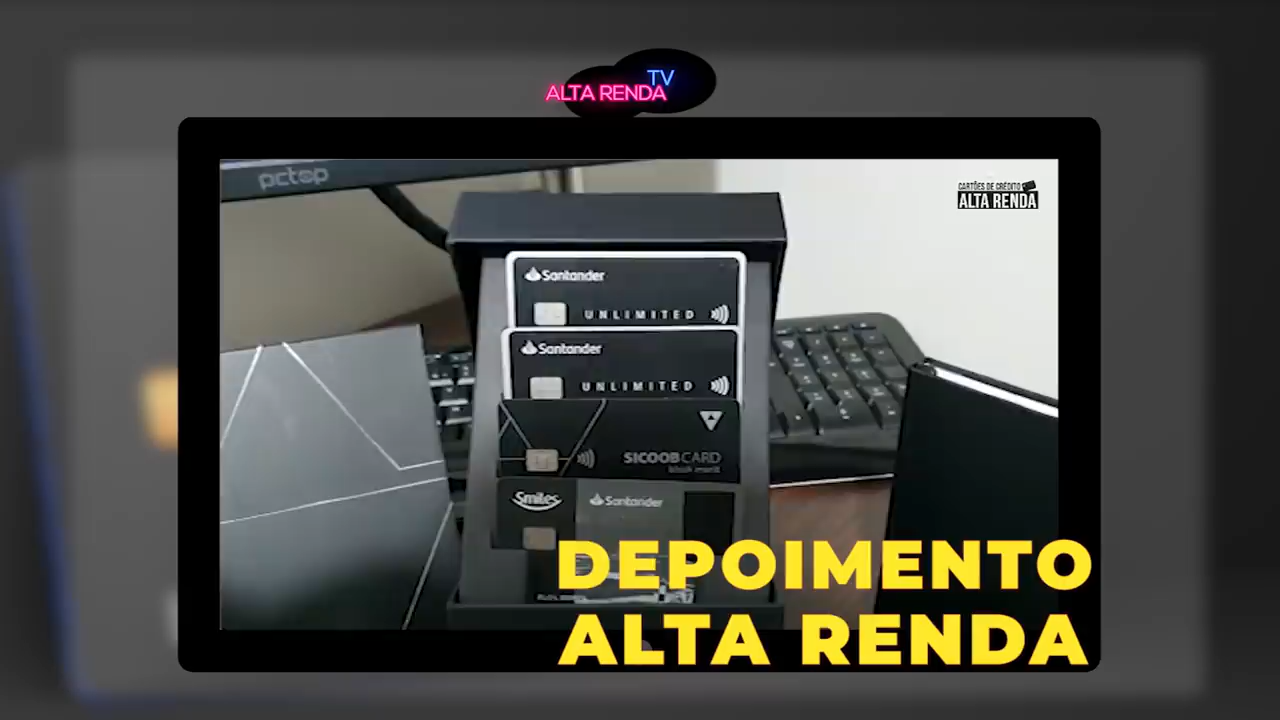 TV
ALTA RENDA
pctop
CARTÕES DE CRÉDITO
ALTA RENDA
Santander
UNLIMITED
Santander
UNLIMITED
SICOOBCARD
black merit
Smiles
Santander
DEPOIMENTO
ALTA RENDA